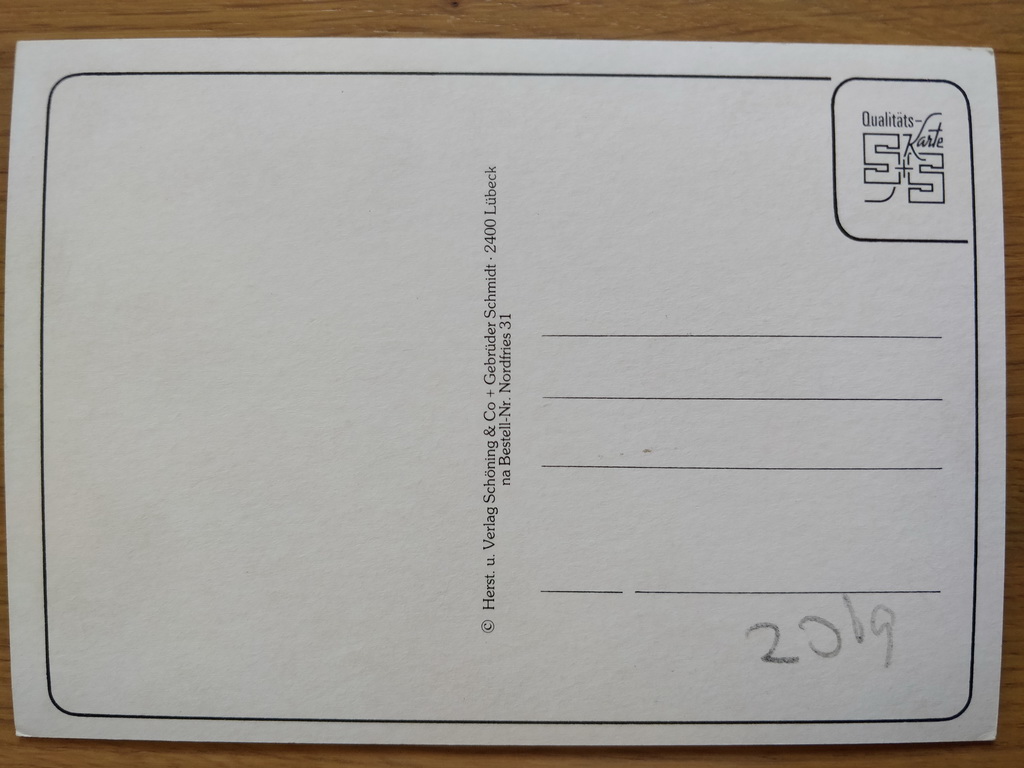 Qualitäts-
Karte
S+S
© Herst. u. Verlag Schöning & Co + Gebrüder Schmidt · 2400 Lübeck
na Bestell-Nr. Nordfries 31
2019